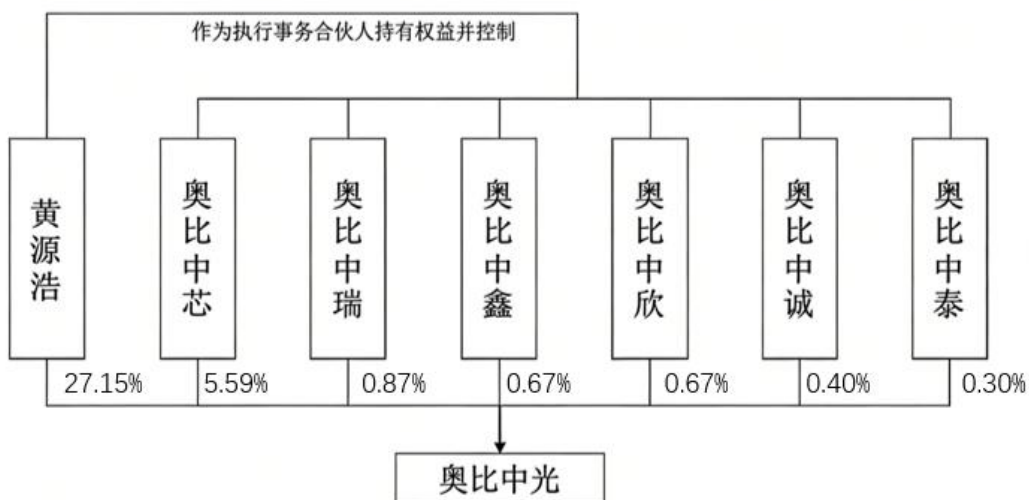 作为执行事务合伙人持有权益并控制
黄源浩
奥比中芯
奥比中瑞
奥比中鑫
奥比中欣
奥比中诚
奥比中泰
27.15%
5.59%
0.87%
0.67%
0.67%
0.40%
0.30%
奥比中光